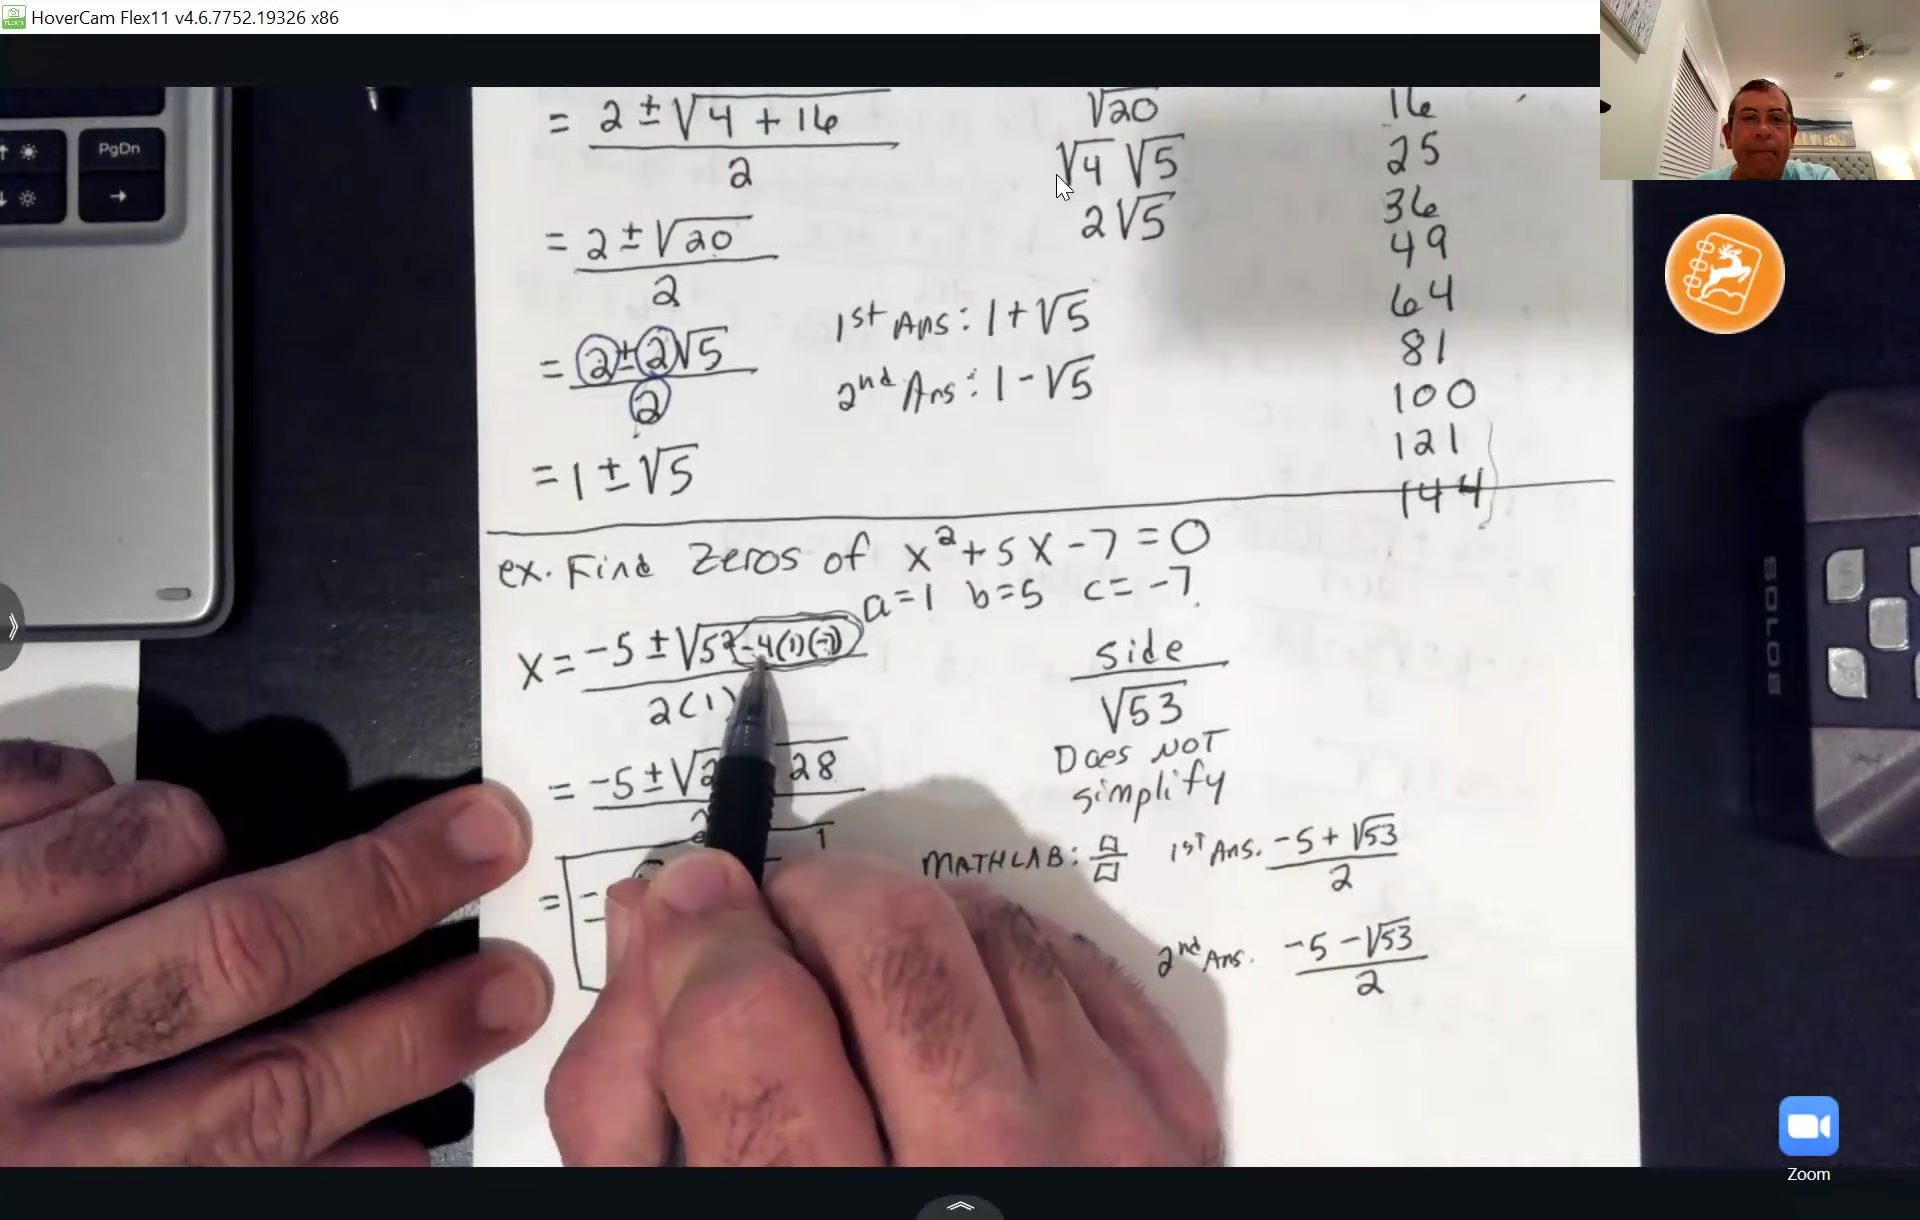 HoverCam Flex11 v4.6.7752.19326 x86
PgDn
= 2 ± √4 + 16
2
= 2 ± √20
2
= 2 ± 2√5
2
= 1 ± √5
√20
√4 √5
2√5
1st Ans: 1 + √5
2nd Ans: 1 - √5
16
25
36
49
64
81
100
121
144
ex. Find Zeros of x² + 5x - 7 = 0
a = 1 b = 5 c = -7
x = -5 ± √5² - 4(1)(-7)
2(1)
= -5 ± √2 28
=
side
√53
Does NOT
simplify
MATHLAB: □/□
1st Ans. -5 + √53
2
2nd Ans. -5 - √53
2
SOLO
Zoom